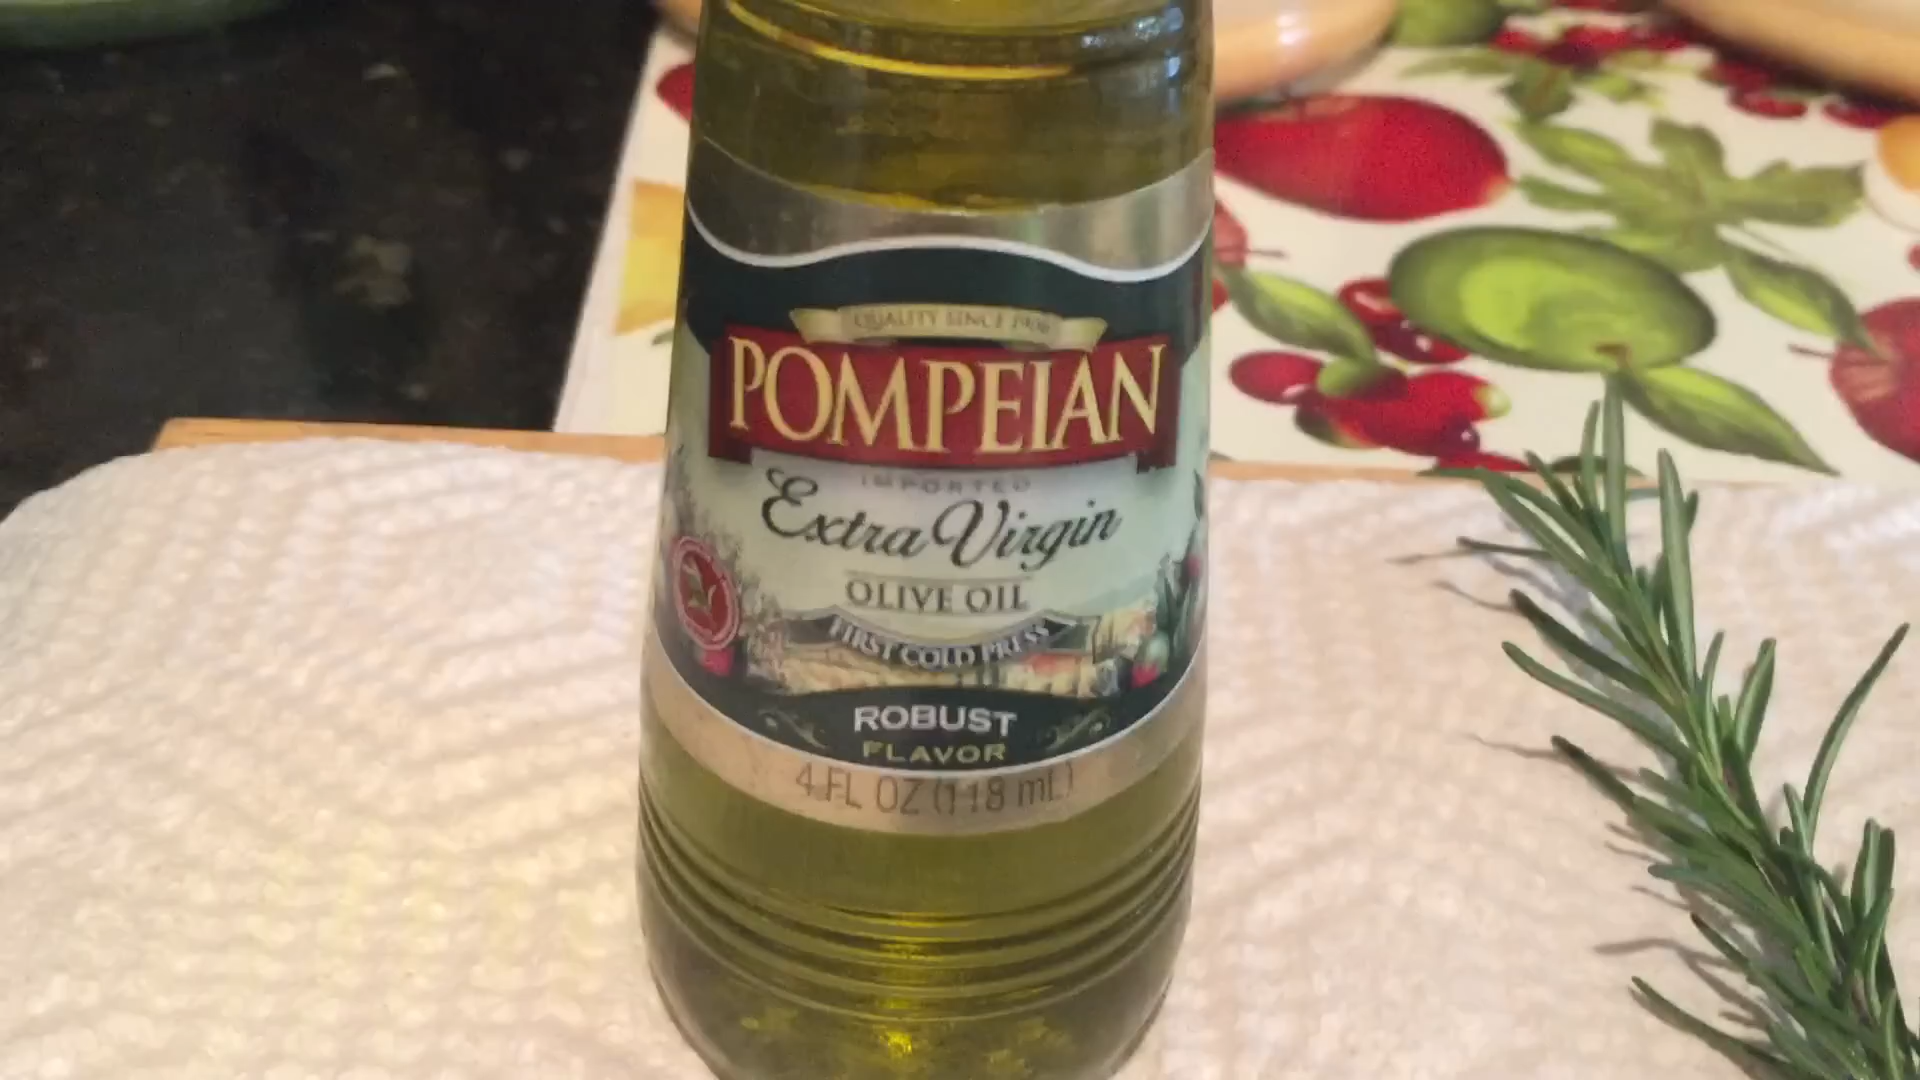 QUALITY SINCE 1906
POMPEIAN
IMPORTED
Extra Virgin
OLIVE OIL
FIRST COLD PRESS
ROBUST
FLAVOR
4 FL OZ (118 mL)